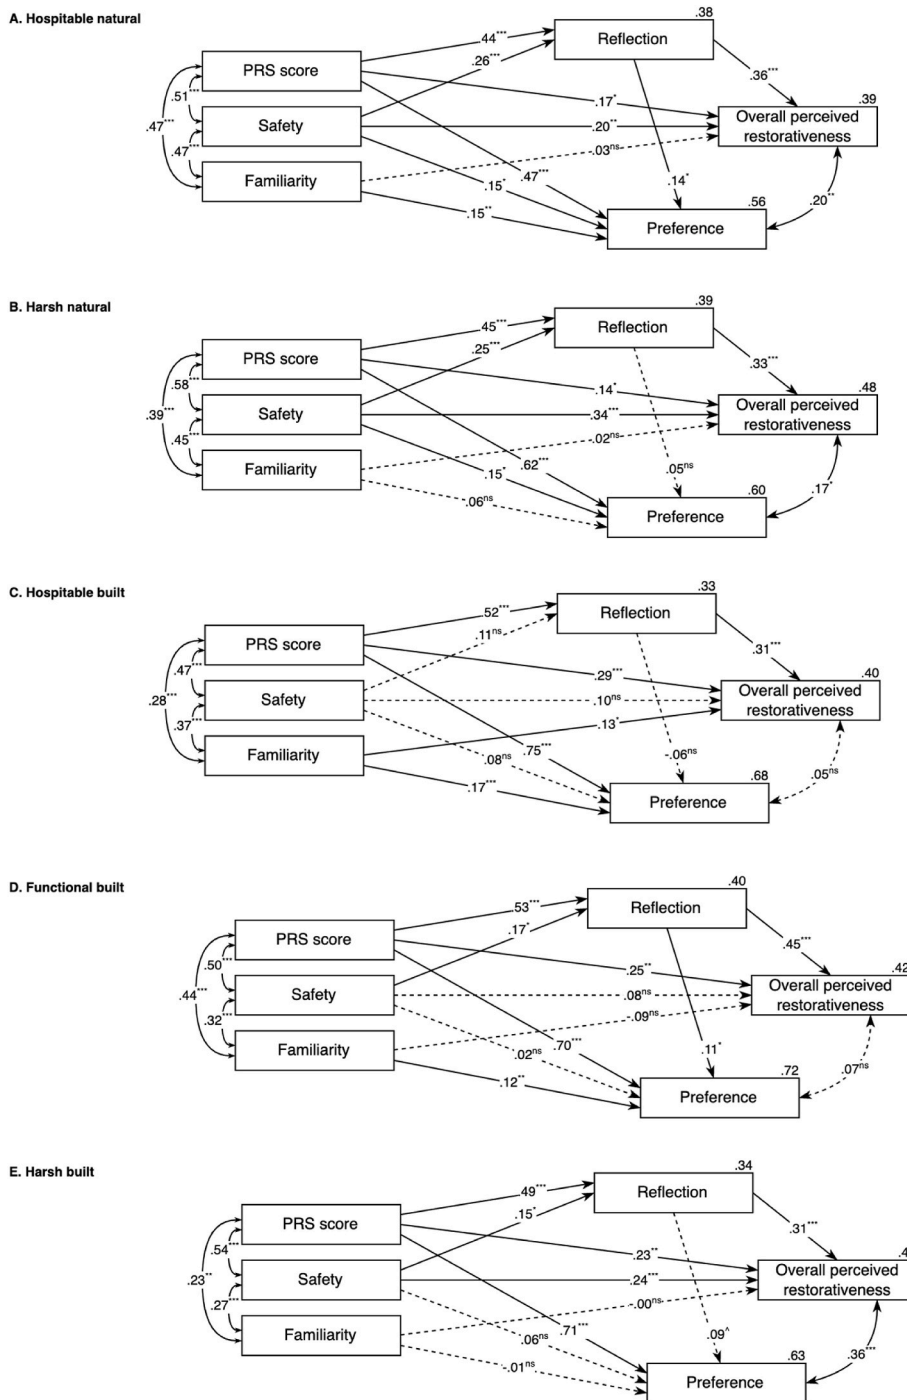 A. Hospitable natural
.38
Reflection
.44***
.26***
.36***
PRS score
.51***
.17*
.39
Overall perceived
restorativeness
.47***
Safety
.20**
.47***
-.03ns
Familiarity
.47***
.15*
.14*
.15**
.56
.20**
Preference
B. Harsh natural
.39
Reflection
.45***
.25***
.33***
PRS score
.58***
.14*
.48
Overall perceived
restorativeness
.39***
Safety
.34***
.45***
-.02ns
Familiarity
.62***
.05ns
.15*
.06ns
.60
.17*
Preference
C. Hospitable built
.33
Reflection
.52***
.11ns
.31***
PRS score
.47***
.29***
.40
Overall perceived
restorativeness
.28***
Safety
.10ns
.37***
.13*
Familiarity
.75***
-.06ns
.08ns
.17***
.68
.05ns
Preference
D. Functional built
.40
Reflection
.53***
.17*
.45***
PRS score
.50***
.25**
.42
Overall perceived
restorativeness
.44***
Safety
.08ns
.32***
-.09ns
Familiarity
.70***
.11*
.02ns
.12**
.72
.07ns
Preference
E. Harsh built
.34
Reflection
.49***
.15*
.31***
PRS score
.54***
.23**
Overall perceived
restorativeness
.23**
Safety
.24***
.27***
-.00ns
Familiarity
.71***
.09^
.06ns
-.01ns
.63
.36***
Preference